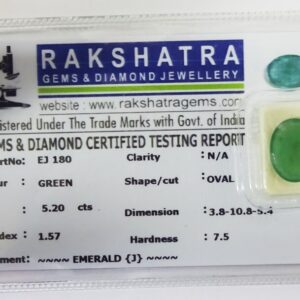 RAKSHATRA
GEMS & DIAMOND JEWELLERY
website : www.rakshatragems.com
istered Under The Trade Marks with Govt. of India
MS & DIAMOND CERTIFIED TESTING REPORT
rtNo: EJ 180 Clarity : N/A
ur : GREEN Shape/cut : OVAL
: 5.20 cts Dimension : 3.8-10.8-5.4
ndex : 1.57 Hardness : 7.5
ment: ~~~~ EMERALD {J} ~~~~